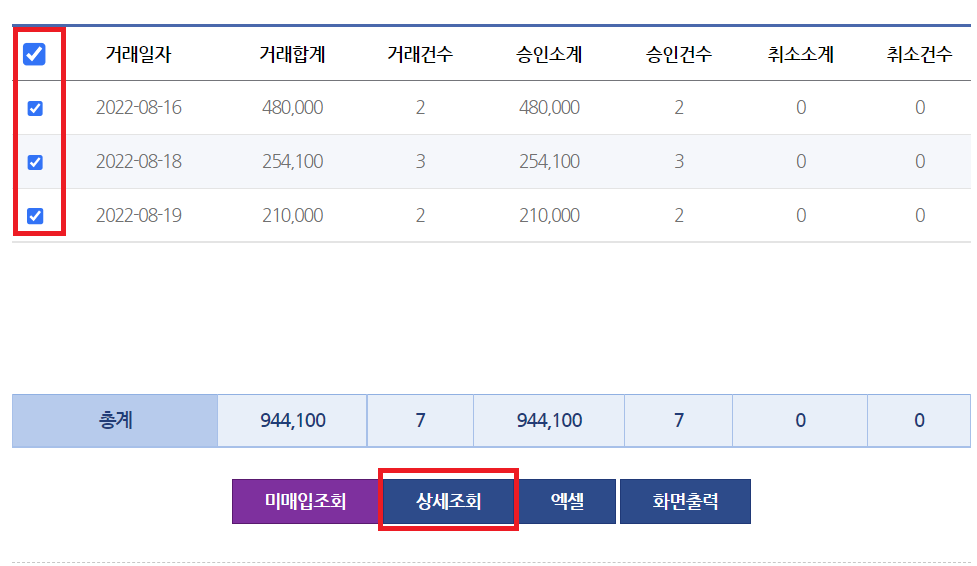 거래일자 거래합계 거래건수 승인소계 승인건수 취소소계 취소건수
2022-08-16 480,000 2 480,000 2 0 0
2022-08-18 254,100 3 254,100 3 0 0
2022-08-19 210,000 2 210,000 2 0 0
총계 944,100 7 944,100 7 0 0
미매입조회 상세조회 엑셀 화면출력